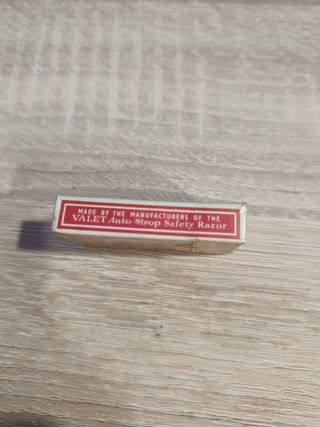 MADE BY THE MANUFACTURERS OF THE
VALET Auto-Strop Safety Razor